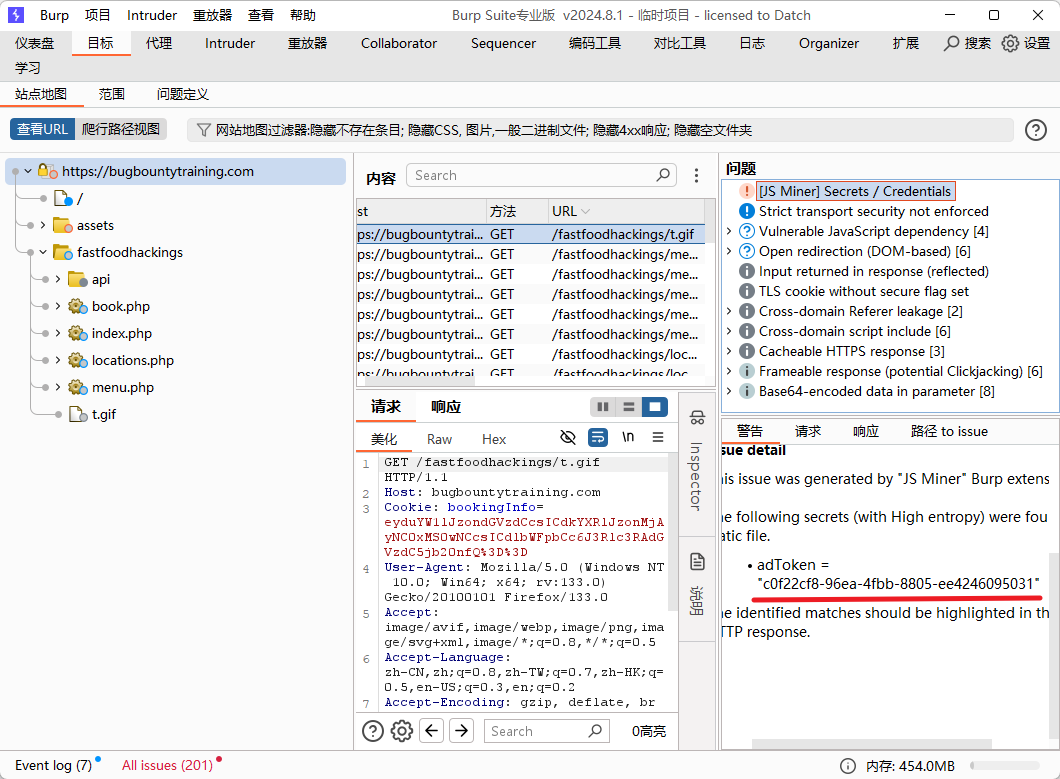 Burp 项目 Intruder 重放器 查看 帮助 Burp Suite专业版 v2024.8.1 - 临时项目 - licensed to Datch
仪表盘 目标 代理 Intruder 重放器 Collaborator Sequencer 编码工具 对比工具 日志 Organizer 扩展 搜索 设置
学习
站点地图 范围 问题定义
查看URL 爬行路径视图 网站地图过滤器:隐藏不存在条目; 隐藏CSS, 图片,一般二进制文件; 隐藏4xx响应; 隐藏空文件夹
https://bugbountytraining.com
/
assets
fastfoodhackings
api
book.php
index.php
locations.php
menu.php
t.gif
内容 Search
st 方法 URL
ps://bugbountytrai... GET /fastfoodhackings/t.gif
ps://bugbountytrai... GET /fastfoodhackings/me...
ps://bugbountytrai... GET /fastfoodhackings/me...
ps://bugbountytrai... GET /fastfoodhackings/me...
ps://bugbountytrai... GET /fastfoodhackings/me...
ps://bugbountytrai... GET /fastfoodhackings/me...
ps://bugbountytrai... GET /fastfoodhackings/loc...
ps://bugbountytrai... GET /fastfoodhackings/loc...
请求 响应
美化 Raw Hex \n
1 GET /fastfoodhackings/t.gif
HTTP/1.1
2 Host: bugbountytraining.com
3 Cookie: bookingInfo=
eyduYW1lJzondGVzdCcsICdkYXRlJzonMjA
yNC0xMS0wNCcsICdlbWFpbCc6J3Rlc3RAdG
VzdC5jb20nfQ%3D%3D
4 User-Agent: Mozilla/5.0 (Windows NT
10.0; Win64; x64; rv:133.0)
Gecko/20100101 Firefox/133.0
5 Accept:
image/avif,image/webp,image/png,ima
ge/svg+xml,image/*;q=0.8,*/*;q=0.5
6 Accept-Language:
zh-CN,zh;q=0.8,zh-TW;q=0.7,zh-HK;q=
0.5,en-US;q=0.3,en;q=0.2
7 Accept-Encoding: gzip, deflate, br
Search 0高亮
Inspector
说明
问题
[JS Miner] Secrets / Credentials
Strict transport security not enforced
Vulnerable JavaScript dependency [4]
Open redirection (DOM-based) [6]
Input returned in response (reflected)
TLS cookie without secure flag set
Cross-domain Referer leakage [2]
Cross-domain script include [6]
Cacheable HTTPS response [3]
Frameable response (potential Clickjacking) [6]
Base64-encoded data in parameter [8]
警告 请求 响应 路径 to issue
sue detail
is issue was generated by "JS Miner" Burp extens
e following secrets (with High entropy) were fou
atic file.
• adToken =
"c0f22cf8-96ea-4fbb-8805-ee4246095031"
e identified matches should be highlighted in th
TP response.
Event log (7) All issues (201) 内存: 454.0MB